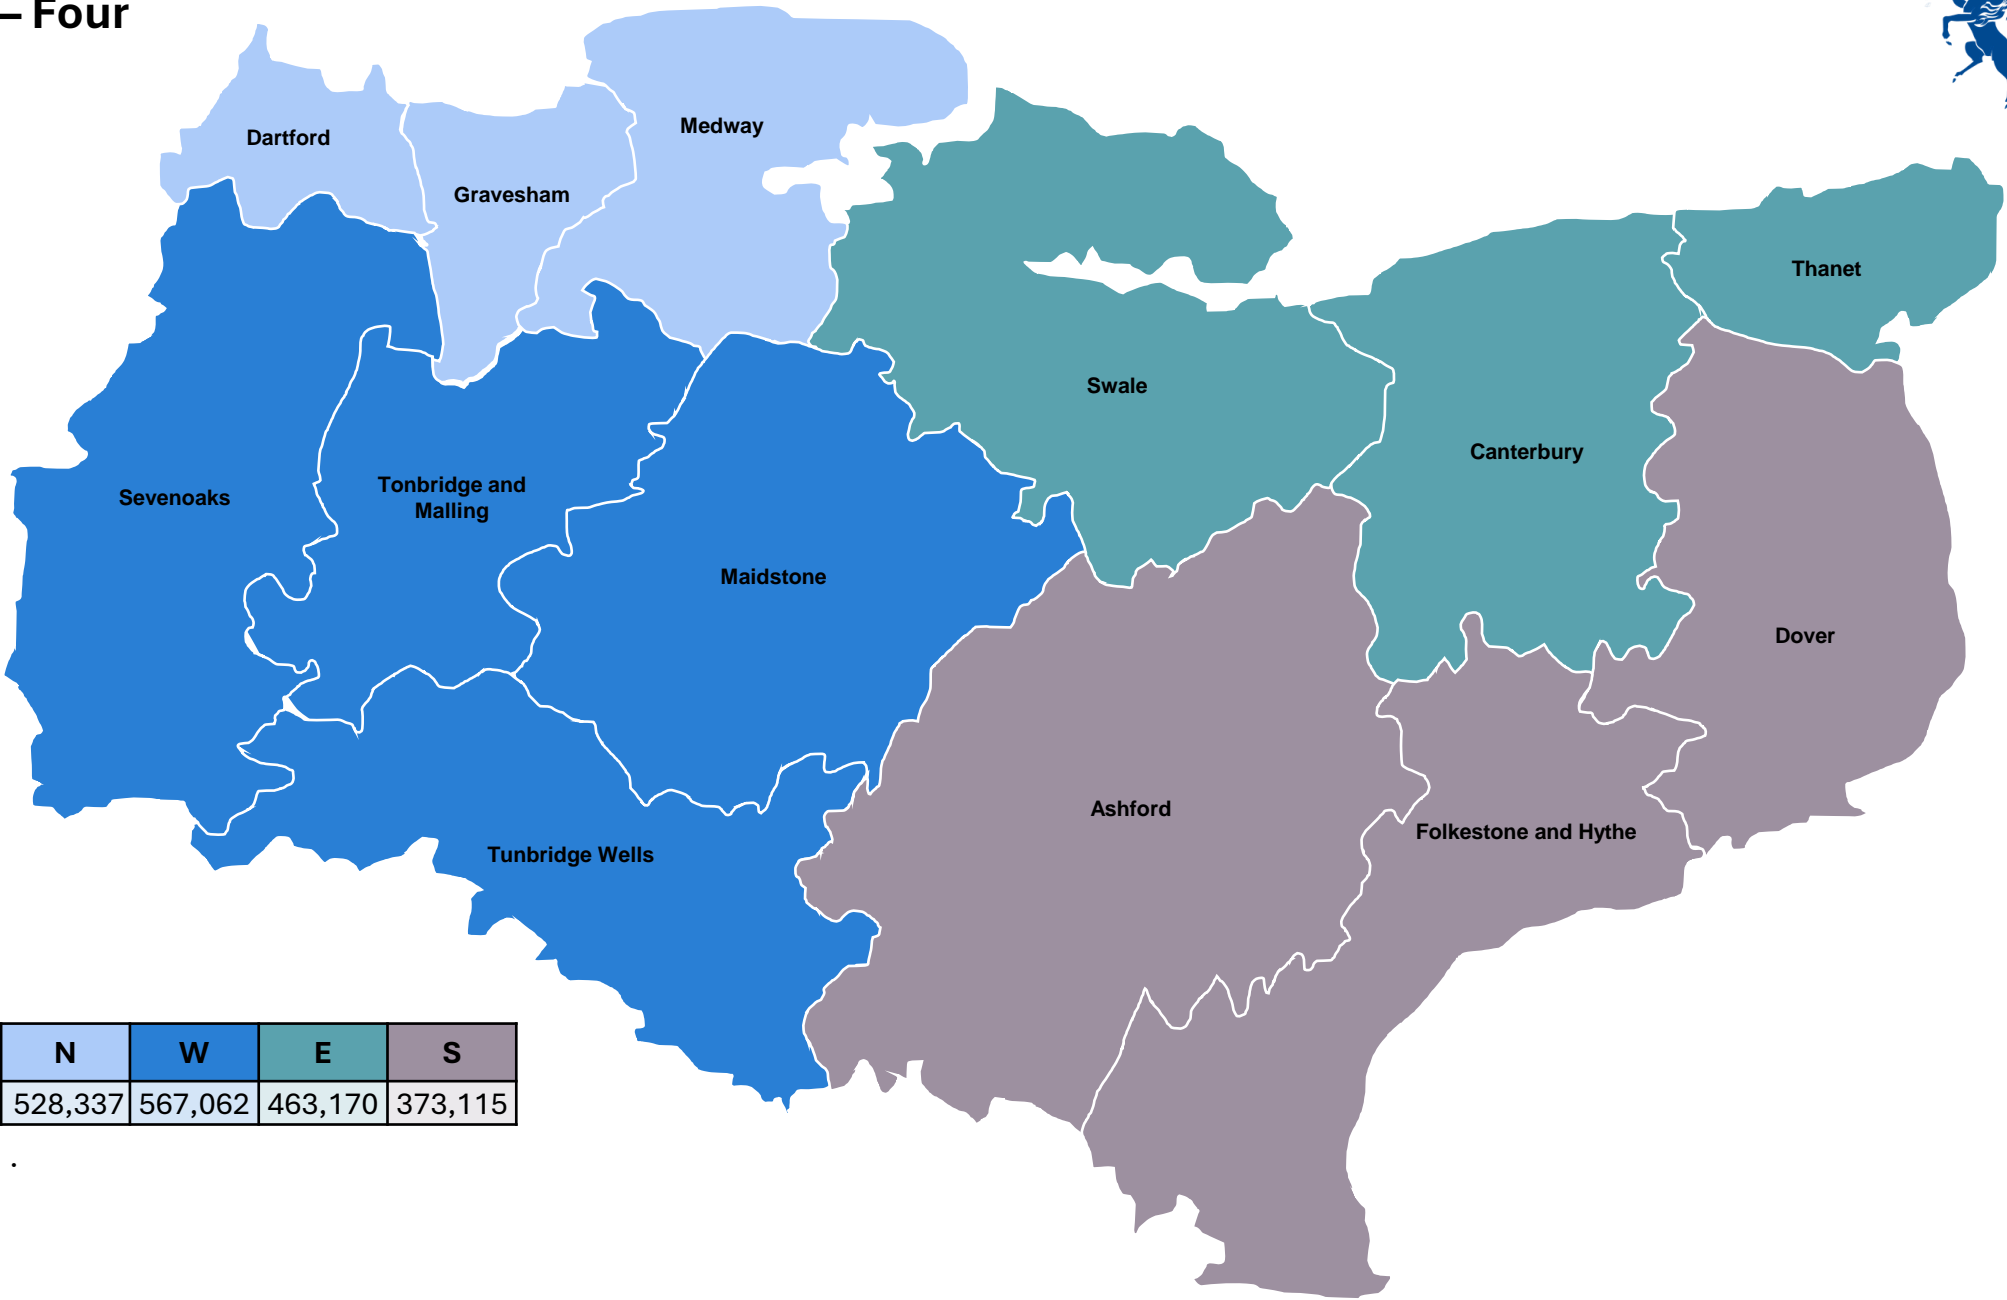 – Four
Dartford
Gravesham
Medway
Thanet
Swale
Canterbury
Sevenoaks
Tonbridge and
Malling
Maidstone
Dover
Ashford
Folkestone and Hythe
Tunbridge Wells
N W E S
528,337 567,062 463,170 373,115
.